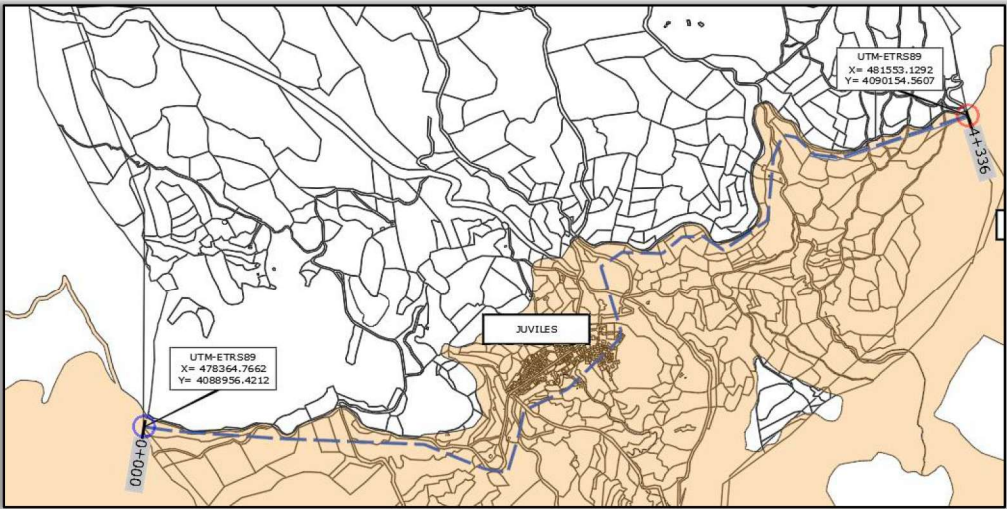 UTM-ETRS89
X= 481553.1292
Y= 4090154.5607
4+336
JUVILES
UTM-ETRS89
X= 478364.7662
Y= 4088956.4212
0+000